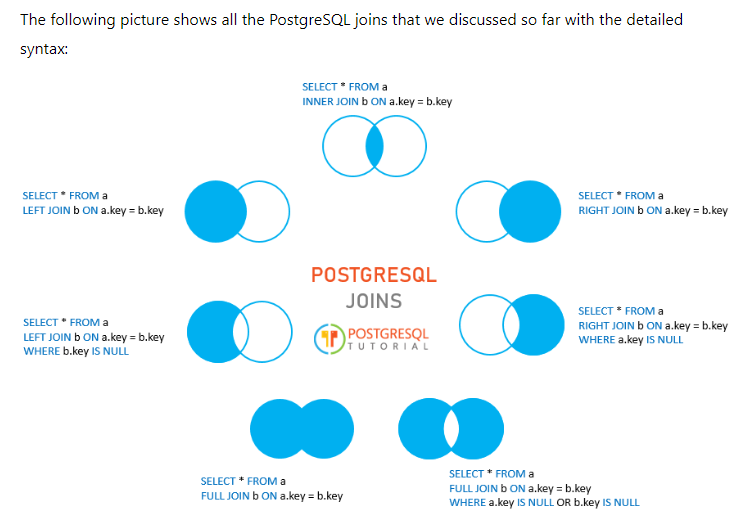 The following picture shows all the PostgreSQL joins that we discussed so far with the detailed
syntax:
SELECT * FROM a
INNER JOIN b ON a.key = b.key
SELECT * FROM a
LEFT JOIN b ON a.key = b.key
SELECT * FROM a
RIGHT JOIN b ON a.key = b.key
POSTGRESQL
JOINS
POSTGRESQL
TUTORIAL
SELECT * FROM a
LEFT JOIN b ON a.key = b.key
WHERE b.key IS NULL
SELECT * FROM a
RIGHT JOIN b ON a.key = b.key
WHERE a.key IS NULL
SELECT * FROM a
FULL JOIN b ON a.key = b.key
SELECT * FROM a
FULL JOIN b ON a.key = b.key
WHERE a.key IS NULL OR b.key IS NULL